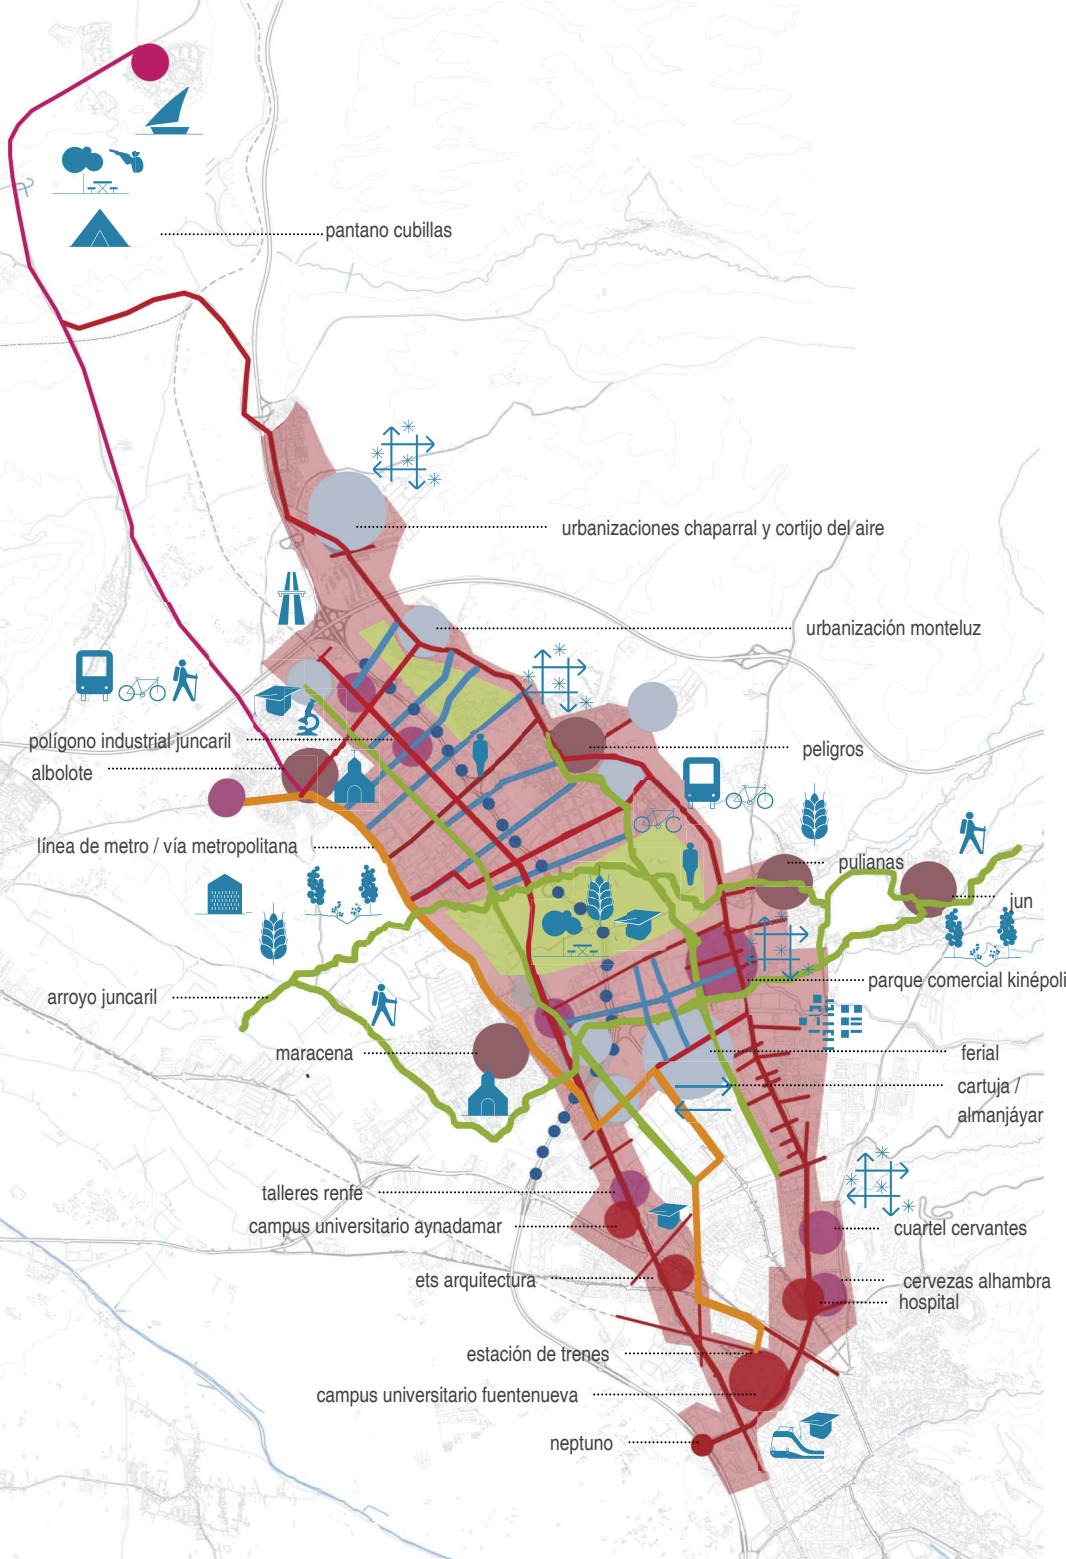 pantano cubillas
urbanizaciones chaparral y cortijo del aire
urbanización monteluz
polígono industrial juncaril
peligros
albolote
línea de metro / vía metropolitana
pulianas
jun
parque comercial kinépoli
arroyo juncaril
maracena
ferial
cartuja /
almanjáyar
talleres renfe
campus universitario aynadamar
cuartel cervantes
ets arquitectura
cervezas alhambra
hospital
estación de trenes
campus universitario fuentenueva
neptuno